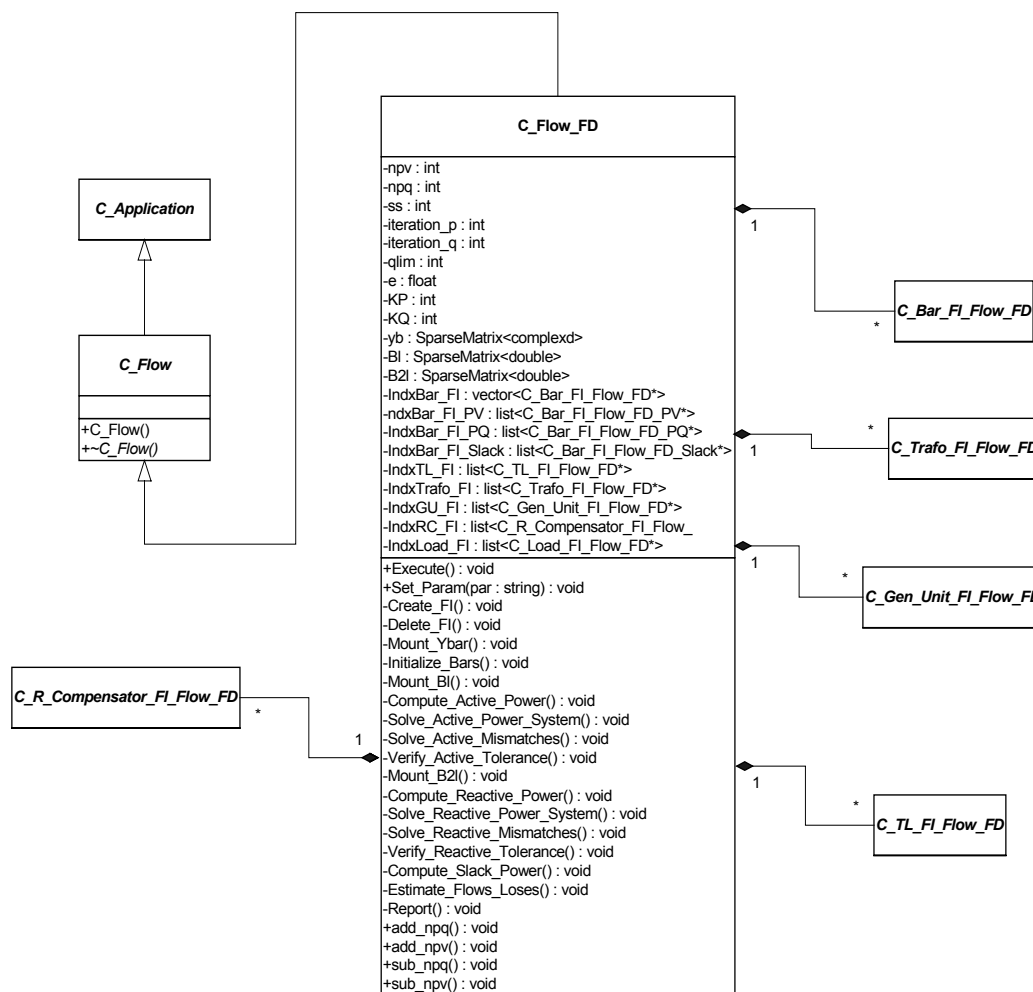 C_Flow_FD
-npv : int
-npq : int
-ss : int
-iteration_p : int
-iteration_q : int
-qlim : int
-e : float
-KP : int
-KQ : int
-yb : SparseMatrix<complexd>
-Bl : SparseMatrix<double>
-B2l : SparseMatrix<double>
-IndxBar_FI : vector<C_Bar_FI_Flow_FD*>
-ndxBar_FI_PV : list<C_Bar_FI_Flow_FD_PV*>
-IndxBar_FI_PQ : list<C_Bar_FI_Flow_FD_PQ*>
-IndxBar_FI_Slack : list<C_Bar_FI_Flow_FD_Slack*>
-IndxTL_FI : list<C_TL_FI_Flow_FD*>
-IndxTrafo_FI : list<C_Trafo_FI_Flow_FD*>
-IndxGU_FI : list<C_Gen_Unit_FI_Flow_FD*>
-IndxRC_FI : list<C_R_Compensator_FI_Flow_
-IndxLoad_FI : list<C_Load_FI_Flow_FD*>
+Execute() : void
+Set_Param(par : string) : void
-Create_FI() : void
-Delete_FI() : void
-Mount_Ybar() : void
-Initialize_Bars() : void
-Mount_Bl() : void
-Compute_Active_Power() : void
-Solve_Active_Power_System() : void
-Solve_Active_Mismatches() : void
-Verify_Active_Tolerance() : void
-Mount_B2l() : void
-Compute_Reactive_Power() : void
-Solve_Reactive_Power_System() : void
-Solve_Reactive_Mismatches() : void
-Verify_Reactive_Tolerance() : void
-Compute_Slack_Power() : void
-Estimate_Flows_Loses() : void
-Report() : void
+add_npq() : void
+add_npv() : void
+sub_npq() : void
+sub_npv() : void
C_Application
C_Flow
+C_Flow()
+~C_Flow()
C_R_Compensator_FI_Flow_FD
*
1
1
*
C_Bar_FI_Flow_FD
1
*
C_Trafo_FI_Flow_FD
1
*
C_Gen_Unit_FI_Flow_FD
1
*
C_TL_FI_Flow_FD